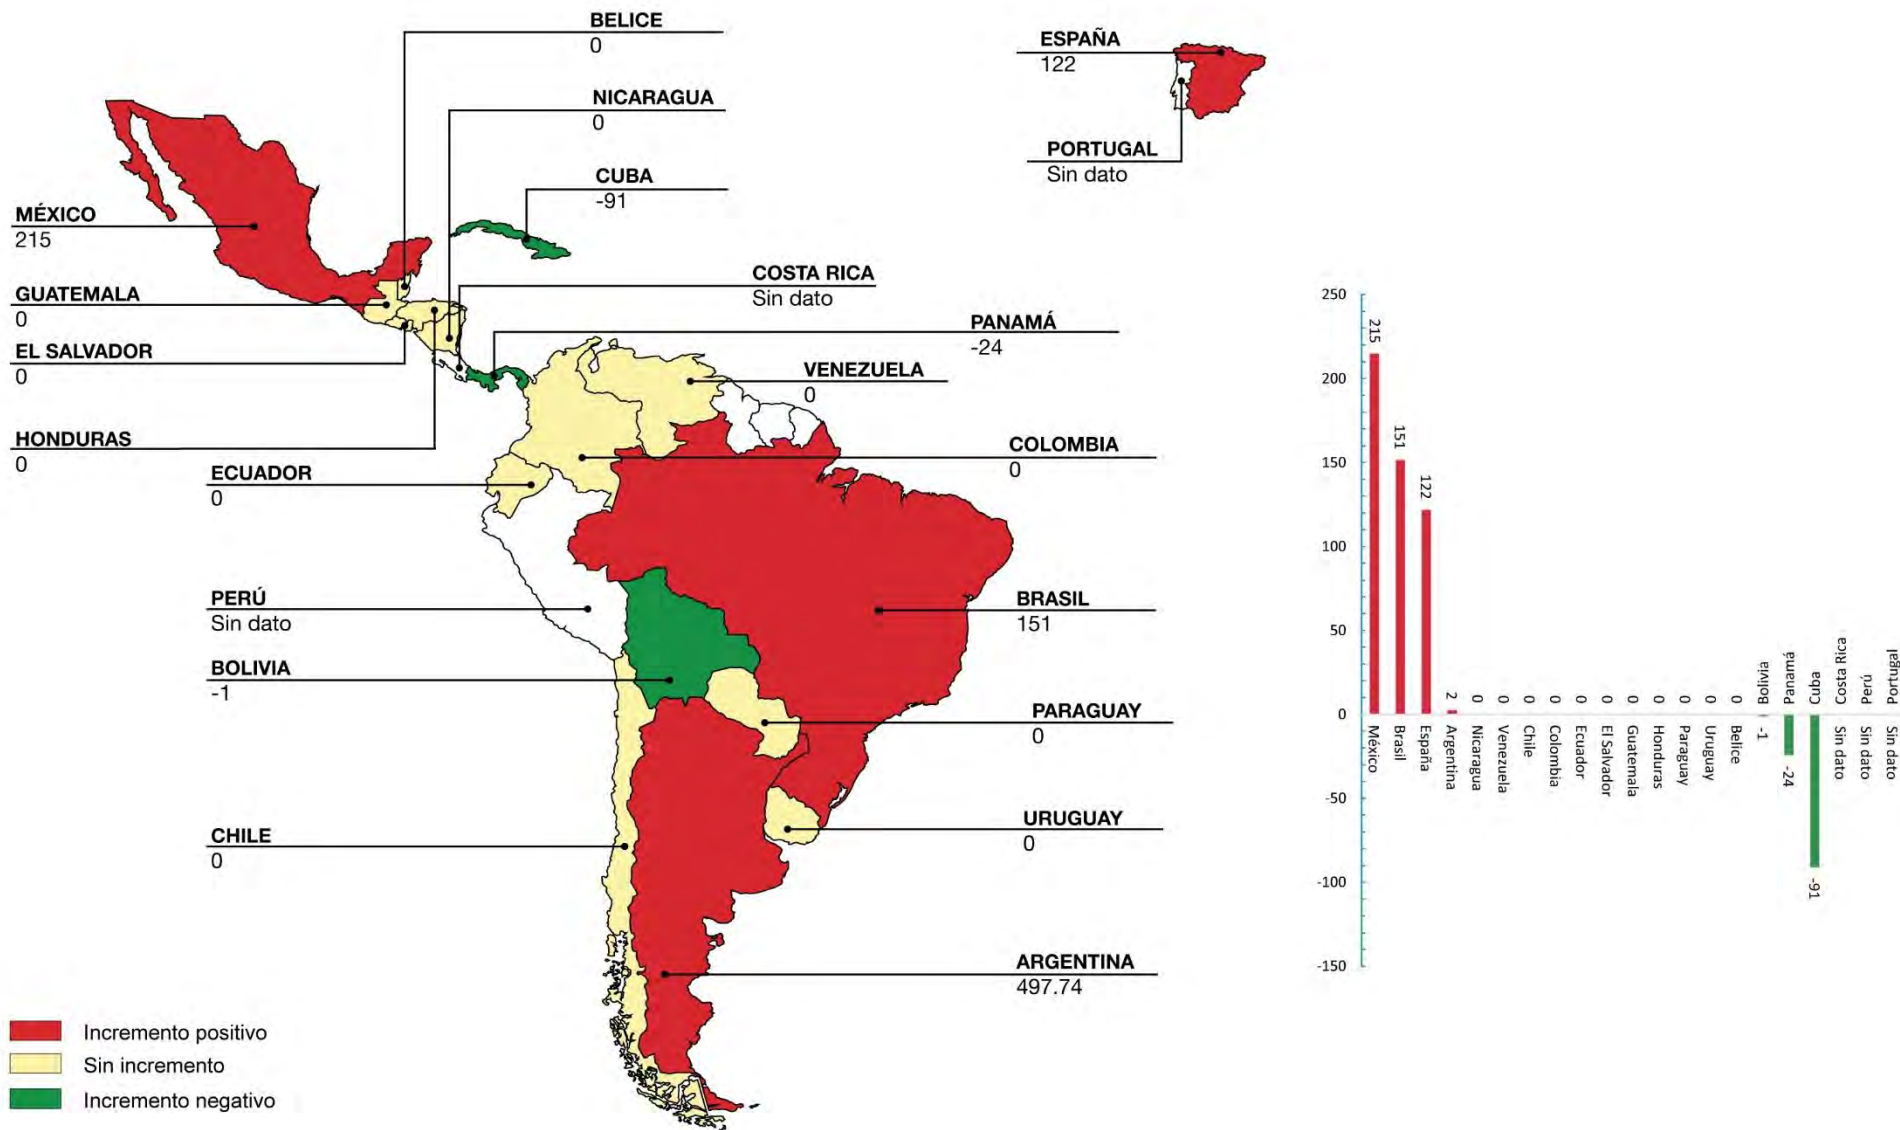 BELICE
0
NICARAGUA
0
CUBA
-91
ESPAÑA
122
PORTUGAL
Sin dato
MÉXICO
215
GUATEMALA
0
EL SALVADOR
0
HONDURAS
0
COSTA RICA
Sin dato
PANAMÁ
-24
VENEZUELA
0
COLOMBIA
0
ECUADOR
0
PERÚ
Sin dato
BOLIVIA
-1
BRASIL
151
PARAGUAY
0
URUGUAY
0
CHILE
0
ARGENTINA
497.74
Incremento positivo
Sin incremento
Incremento negativo
250
200
150
100
50
0
-50
-100
-150
215
151
122
2
0
0
0
0
0
0
0
0
0
0
0
Bolivia
Panamá
Cuba
Costa Rica
Perú
Portugal
México
Brasil
España
Argentina
Nicaragua
Venezuela
Chile
Colombia
Ecuador
El Salvador
Guatemala
Honduras
Paraguay
Uruguay
Belice
-1
-24
-91
Sin dato
Sin dato
Sin dato